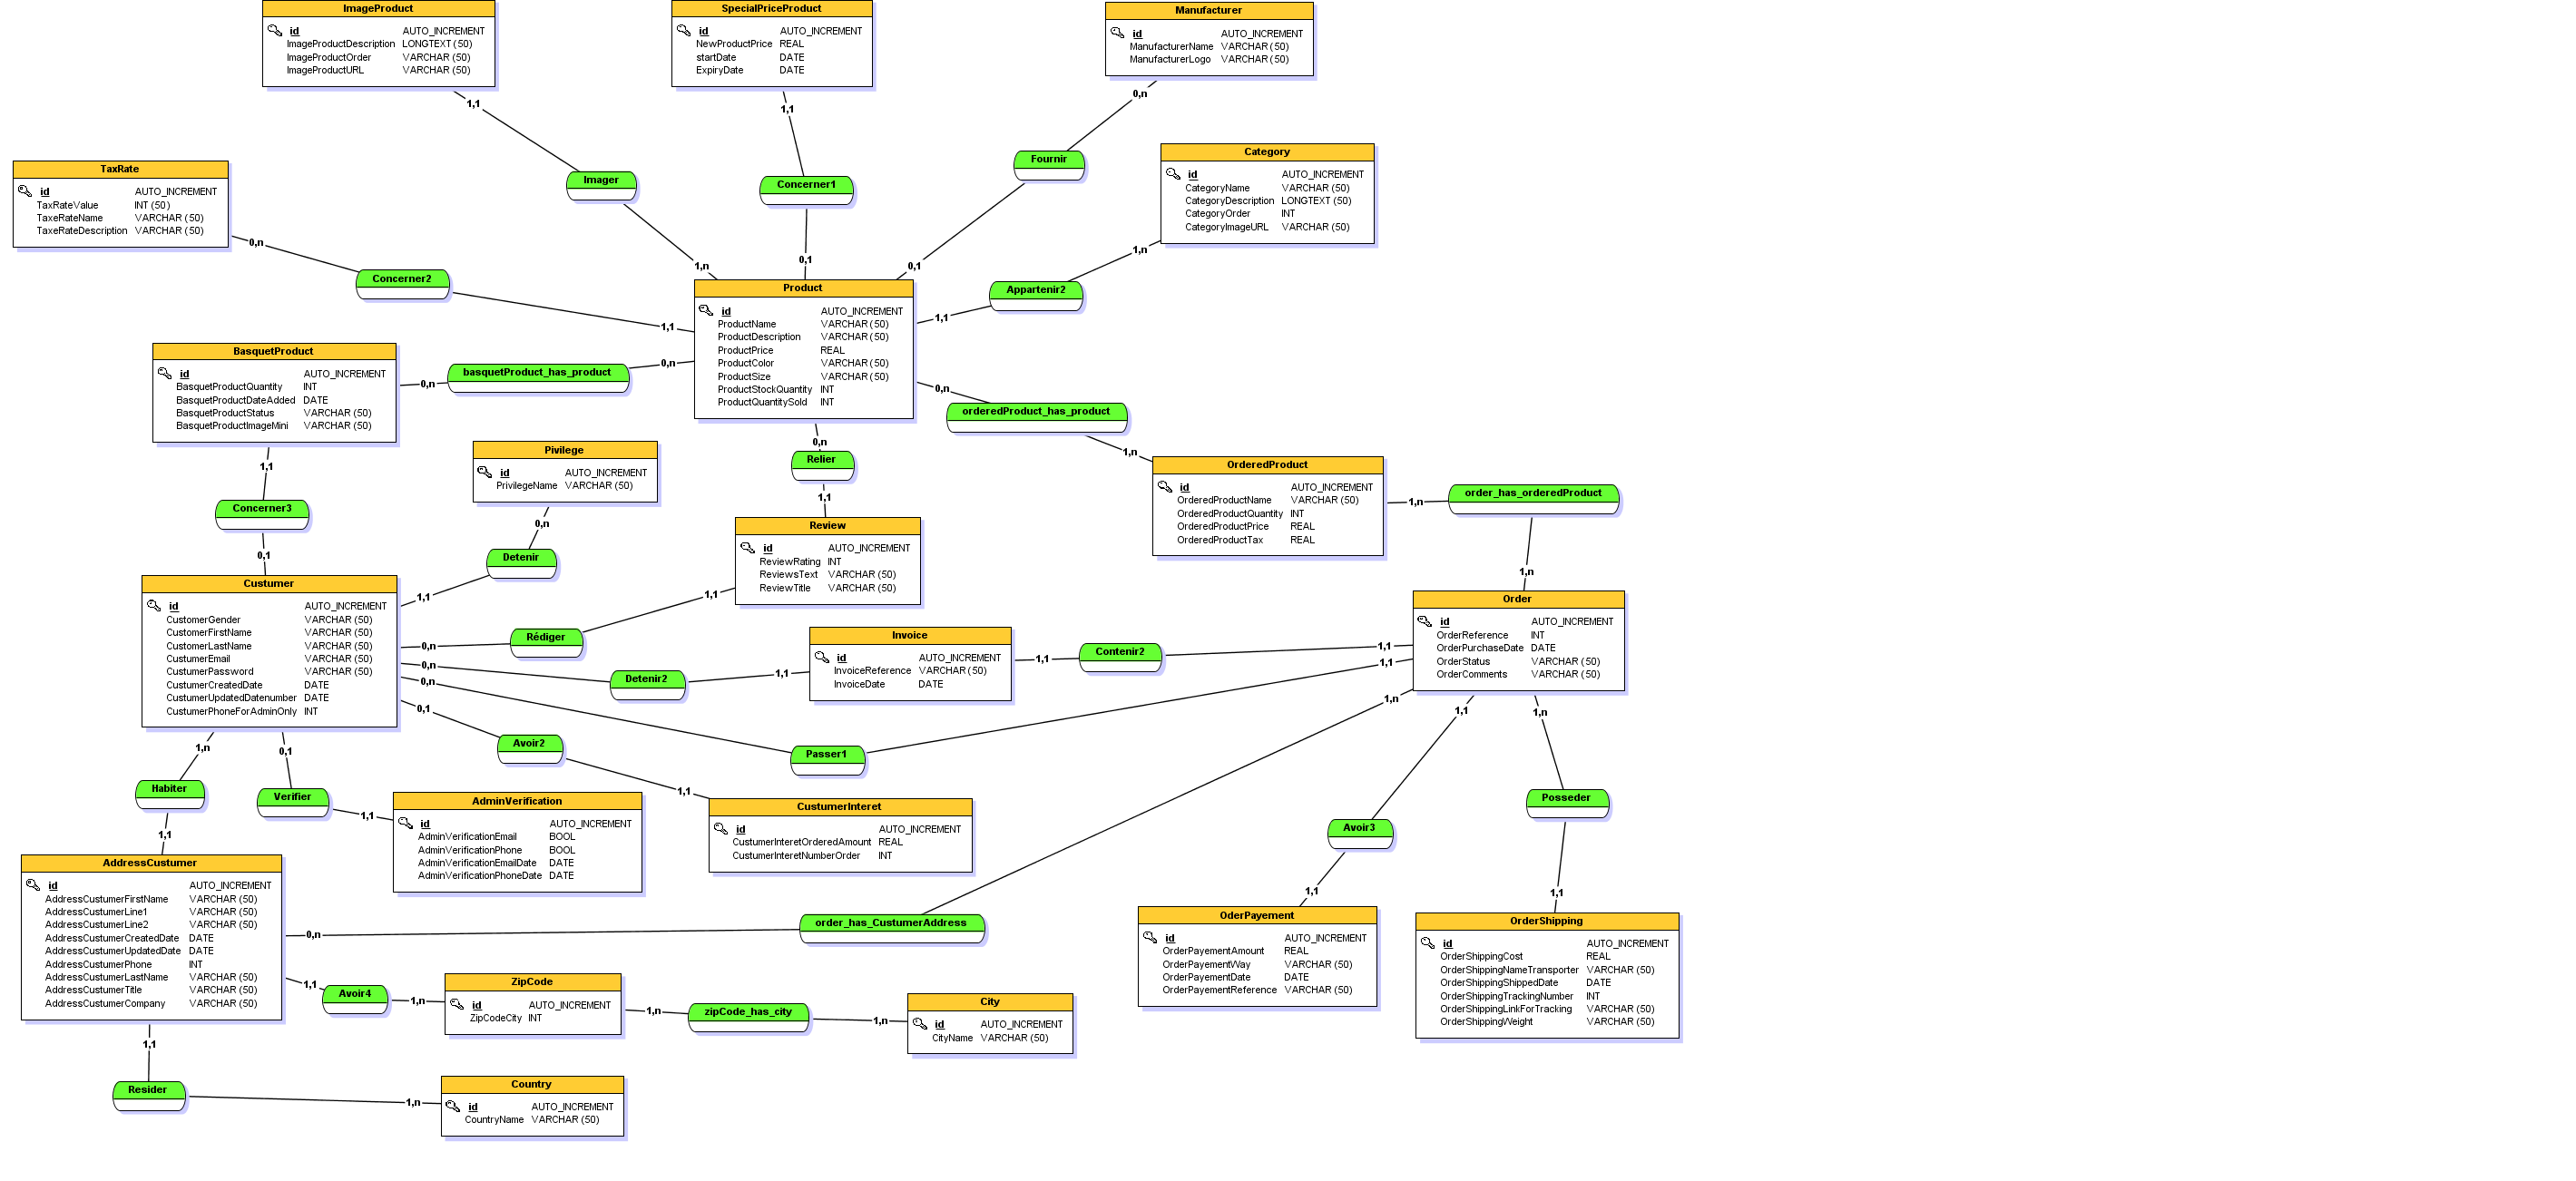 ImageProduct
id AUTO_INCREMENT
ImageProductDescription LONGTEXT (50)
ImageProductOrder VARCHAR (50)
ImageProductURL VARCHAR (50)
SpecialPriceProduct
id AUTO_INCREMENT
NewProductPrice REAL
startDate DATE
ExpiryDate DATE
Manufacturer
id AUTO_INCREMENT
ManufacturerName VARCHAR (50)
ManufacturerLogo VARCHAR (50)
1,1
1,1
0,n
Imager
Concerner1
Fournir
TaxRate
id AUTO_INCREMENT
TaxRateValue INT (50)
TaxeRateName VARCHAR (50)
TaxeRateDescription VARCHAR (50)
Category
id AUTO_INCREMENT
CategoryName VARCHAR (50)
CategoryDescription LONGTEXT (50)
CategoryOrder INT
CategoryImageURL VARCHAR (50)
0,n
1,n
0,1
0,1
1,n
Concerner2
Appartenir2
1,1
1,1
Product
id AUTO_INCREMENT
ProductName VARCHAR (50)
ProductDescription VARCHAR (50)
ProductPrice REAL
ProductColor VARCHAR (50)
ProductSize VARCHAR (50)
ProductStockQuantity INT
ProductQuantitySold INT
BasquetProduct
id AUTO_INCREMENT
BasquetProductQuantity INT
BasquetProductDateAdded DATE
BasquetProductStatus VARCHAR (50)
BasquetProductImageMini VARCHAR (50)
0,n
basquetProduct_has_product
0,n
0,n
orderedProduct_has_product
1,n
0,n
Relier
1,1
Pivilege
id AUTO_INCREMENT
PrivilegeName VARCHAR (50)
OrderedProduct
id AUTO_INCREMENT
OrderedProductName VARCHAR (50)
OrderedProductQuantity INT
OrderedProductPrice REAL
OrderedProductTax REAL
1,n
order_has_orderedProduct
1,n
1,1
Concerner3
0,1
0,n
Detenir
1,1
Review
id AUTO_INCREMENT
ReviewRating INT
ReviewsText VARCHAR (50)
ReviewTitle VARCHAR (50)
Custumer
id AUTO_INCREMENT
CustomerGender VARCHAR (50)
CustomerFirstName VARCHAR (50)
CustomerLastName VARCHAR (50)
CustumerEmail VARCHAR (50)
CustumerPassword VARCHAR (50)
CustumerCreatedDate DATE
CustumerUpdatedDatenumber DATE
CustumerPhoneForAdminOnly INT
1,1
Rédiger
0,n
Invoice
id AUTO_INCREMENT
InvoiceReference VARCHAR (50)
InvoiceDate DATE
Order
id AUTO_INCREMENT
OrderReference INT
OrderPurchaseDate DATE
OrderStatus VARCHAR (50)
OrderComments VARCHAR (50)
1,1
Contenir2
1,1
0,n
Detenir2
1,1
0,n
Passer1
1,1
0,1
Avoir2
1,1
1,n
1,1
1,n
1,n
0,1
Habiter
Verifier
1,1
1,1
Posseder
Avoir3
AdminVerification
id AUTO_INCREMENT
AdminVerificationEmail BOOL
AdminVerificationPhone BOOL
AdminVerificationEmailDate DATE
AdminVerificationPhoneDate DATE
CustumerInteret
id AUTO_INCREMENT
CustumerInteretOrderedAmount REAL
CustumerInteretNumberOrder INT
AddressCustumer
id AUTO_INCREMENT
AddressCustumerFirstName VARCHAR (50)
AddressCustumerLine1 VARCHAR (50)
AddressCustumerLine2 VARCHAR (50)
AddressCustumerCreatedDate DATE
AddressCustumerUpdatedDate DATE
AddressCustumerPhone INT
AddressCustumerLastName VARCHAR (50)
AddressCustumerTitle VARCHAR (50)
AddressCustumerCompany VARCHAR (50)
1,1
1,1
0,n
order_has_CustumerAddress
OderPayement
id AUTO_INCREMENT
OrderPayementAmount REAL
OrderPayementWay VARCHAR (50)
OrderPayementDate DATE
OrderPayementReference VARCHAR (50)
OrderShipping
id AUTO_INCREMENT
OrderShippingCost REAL
OrderShippingNameTransporter VARCHAR (50)
OrderShippingShippedDate DATE
OrderShippingTrackingNumber INT
OrderShippingLinkForTracking VARCHAR (50)
OrderShippingWeight VARCHAR (50)
1,1
Avoir4
1,n
ZipCode
id AUTO_INCREMENT
ZipCodeCity INT
1,n
zipCode_has_city
1,n
City
id AUTO_INCREMENT
CityName VARCHAR (50)
1,1
Resider
1,n
Country
id AUTO_INCREMENT
CountryName VARCHAR (50)